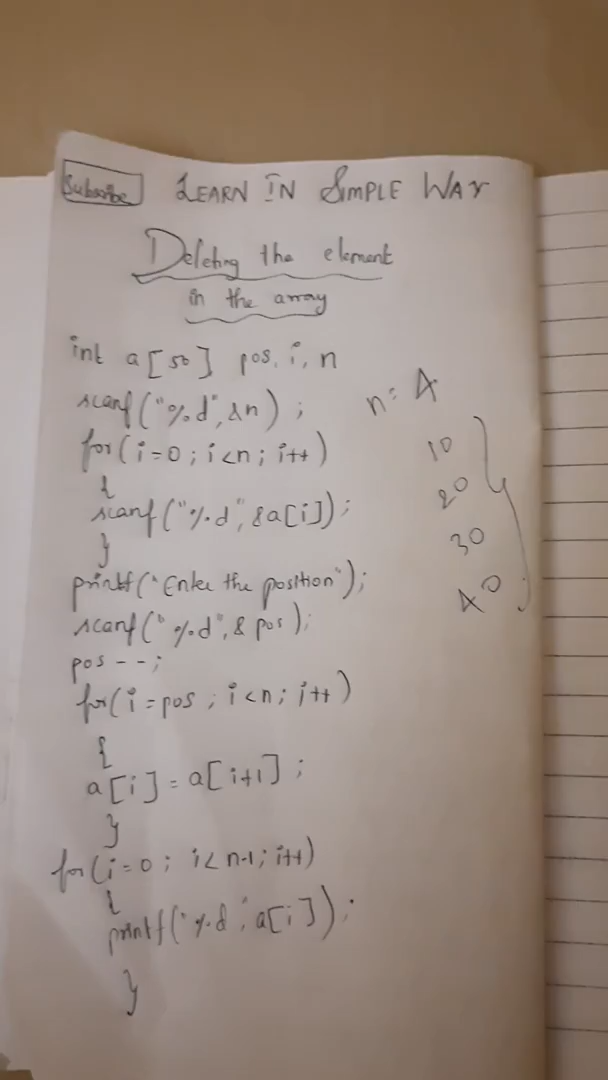 Subscribe LEARN IN SIMPLE WAY
Deleting the element
in the array
int a[50] pos, i, n
scanf("%d", &n);
n = 4
for(i=0; i<n; i++)
10
{
20
scanf("%d", &a[i]);
30
}
40
printf("Enter the position");
scanf("%d", & pos);
pos--;
for(i=pos; i<n; i++)
{
a[i] = a[i+1];
}
for(i=0; i<n-1; i++)
{
printf("%d", a[i]);
}